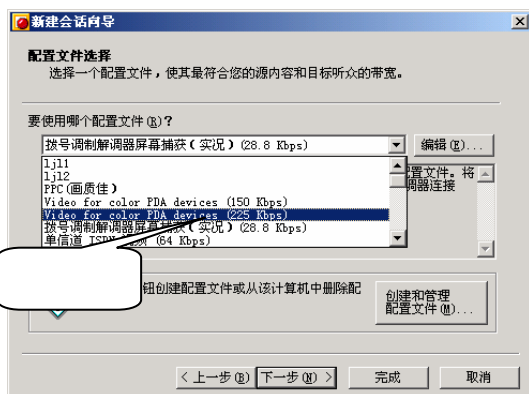 新建会话向导
配置文件选择
选择一个配置文件，使其最符合您的源内容和目标听众的带宽。
要使用哪个配置文件(R)?
拨号调制解调器屏幕捕获(实况) (28.8 Kbps)
编辑(E)...
ljl1
ljl2
PPC(画质佳)
Video for color PDA devices (150 Kbps)
Video for color PDA devices (225 Kbps)
拨号调制解调器屏幕捕获(实况) (28.8 Kbps)
单信道 ISDN (64 Kbps)
置文件。将
调器连接
钮创建配置文件或从该计算机中删除配
创建和管理
配置文件(M)...
< 上一步(B)
下一步(N) >
完成
取消